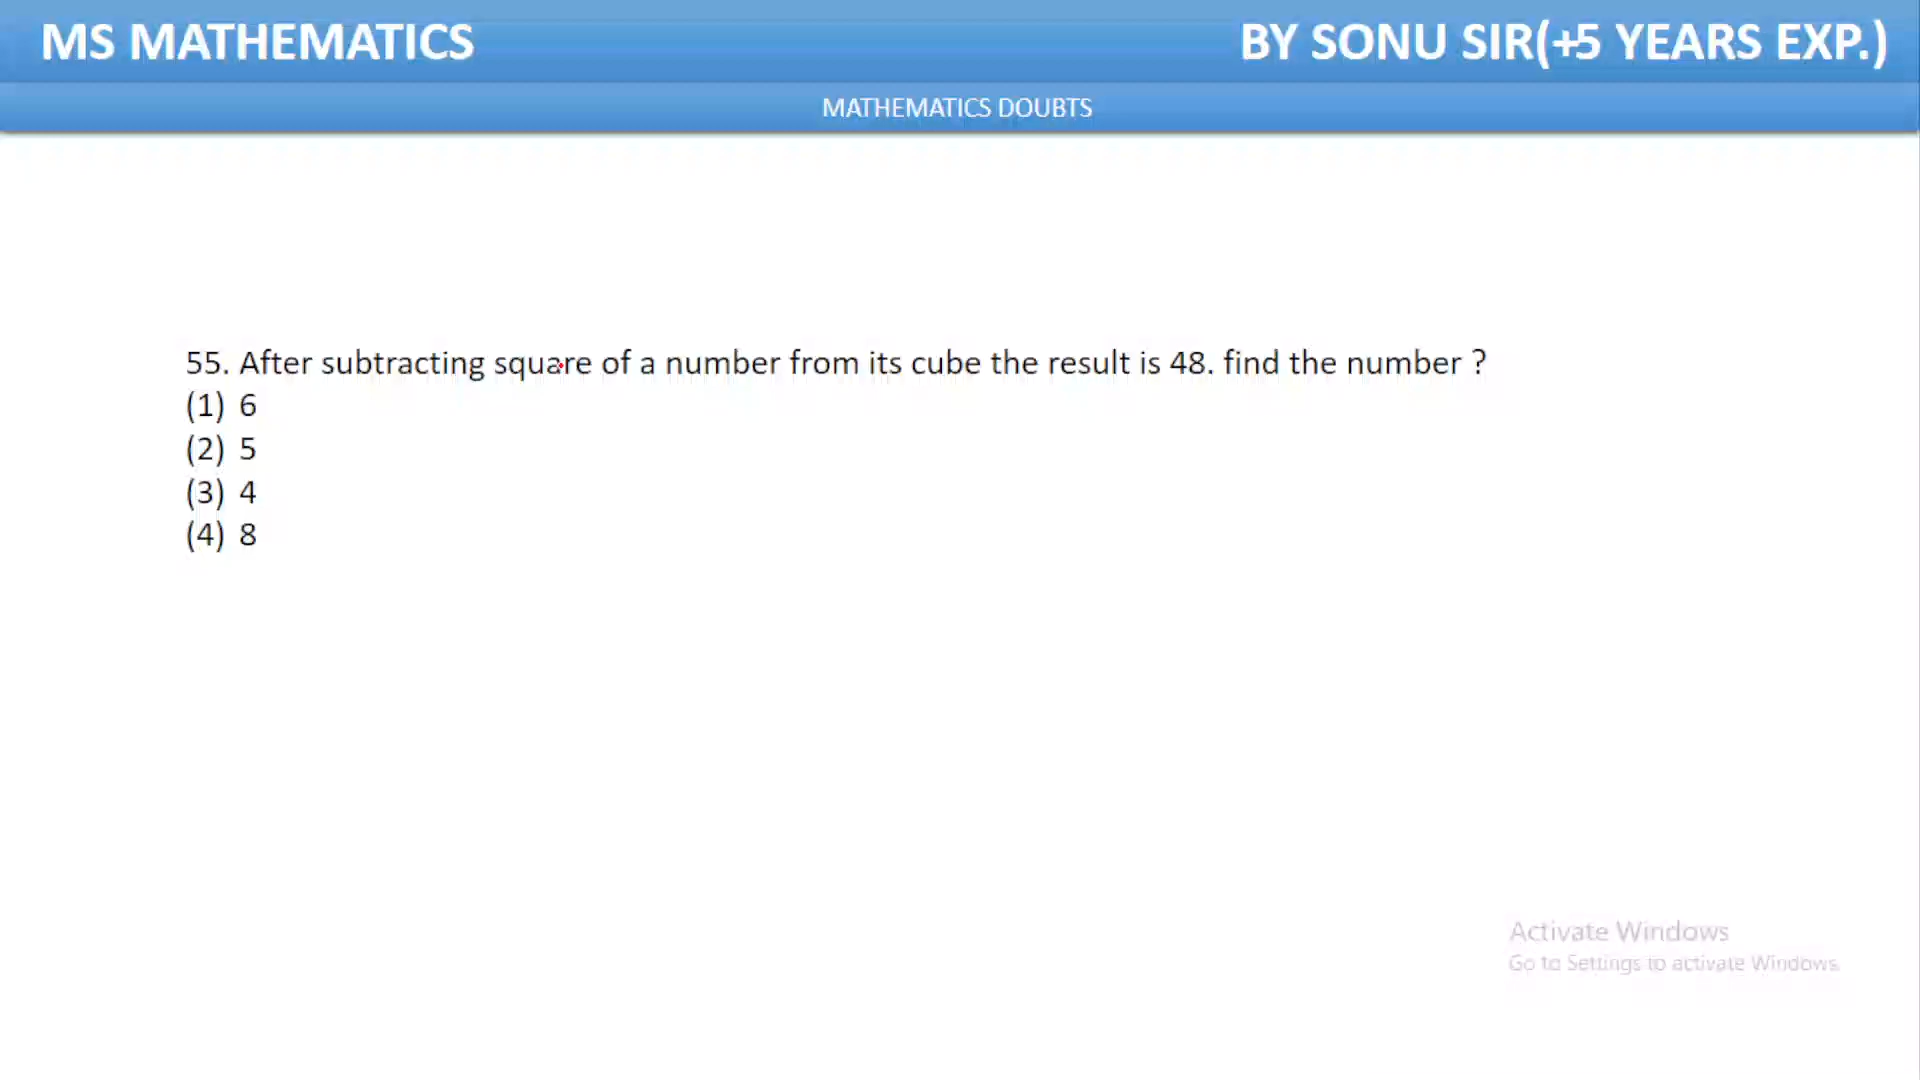 MS MATHEMATICS
BY SONU SIR(+5 YEARS EXP.)
MATHEMATICS DOUBTS
55. After subtracting square of a number from its cube the result is 48. find the number ?
(1) 6
(2) 5
(3) 4
(4) 8
Activate Windows
Go to Settings to activate Windows.